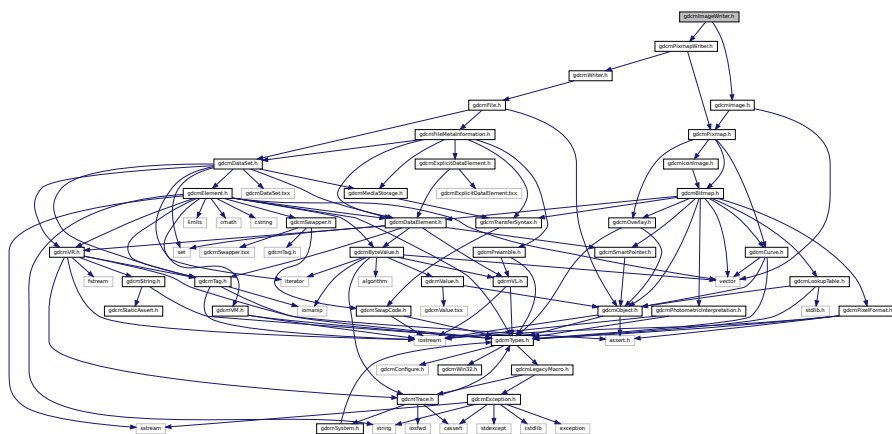 gdcmImageWriter.h
gdcmPixmapWriter.h
gdcmWriter.h
gdcmFile.h
gdcmImage.h
gdcmFileMetaInformation.h
gdcmPixmap.h
gdcmDataSet.h
gdcmExplicitDataElement.h
gdcmIconImage.h
gdcmElement.h
gdcmDataSet.txx
gdcmMediaStorage.h
gdcmExplicitDataElement.txx
gdcmBitmap.h
limits
cmath
cstring
gdcmSwapper.h
gdcmDataElement.h
gdcmTransferSyntax.h
gdcmOverlay.h
gdcmVR.h
set
gdcmSwapper.txx
gdcmTag.h
gdcmByteValue.h
gdcmPreamble.h
gdcmSmartPointer.h
gdcmCurve.h
fstream
gdcmString.h
gdcmTag.h
iterator
algorithm
gdcmValue.h
gdcmVL.h
vector
gdcmLookupTable.h
gdcmStaticAssert.h
gdcmVM.h
iomanip
gdcmSwapCode.h
gdcmValue.txx
gdcmObject.h
gdcmPhotometricInterpretation.h
stdlib.h
gdcmPixelFormat.h
iostream
gdcmTypes.h
assert.h
gdcmConfigure.h
gdcmWin32.h
gdcmLegacyMacro.h
gdcmTrace.h
gdcmException.h
sstream
gdcmSystem.h
string
iosfwd
cassert
stdexcept
cstdlib
exception